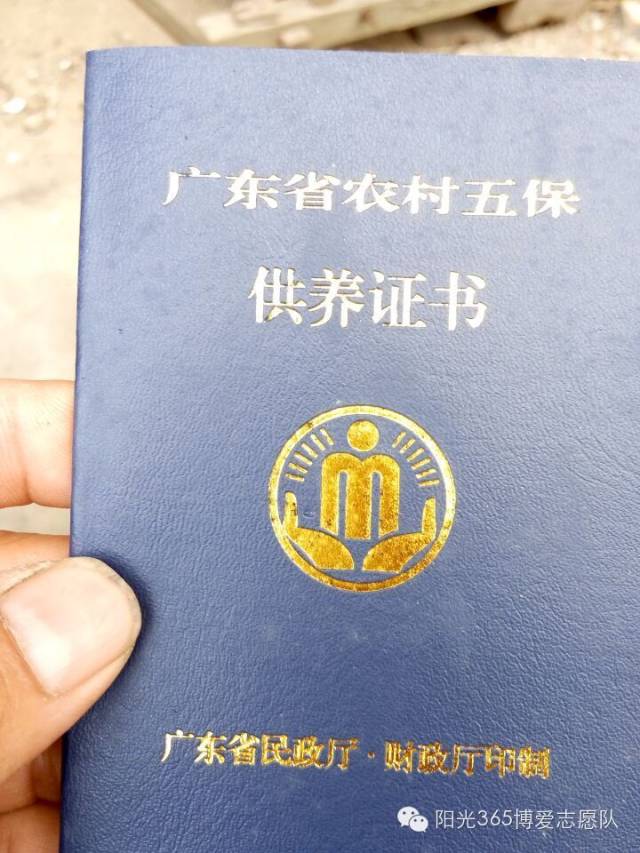 广东省农村五保
供养证书
广东省民政厅·财政厅印制
阳光365博爱志愿队